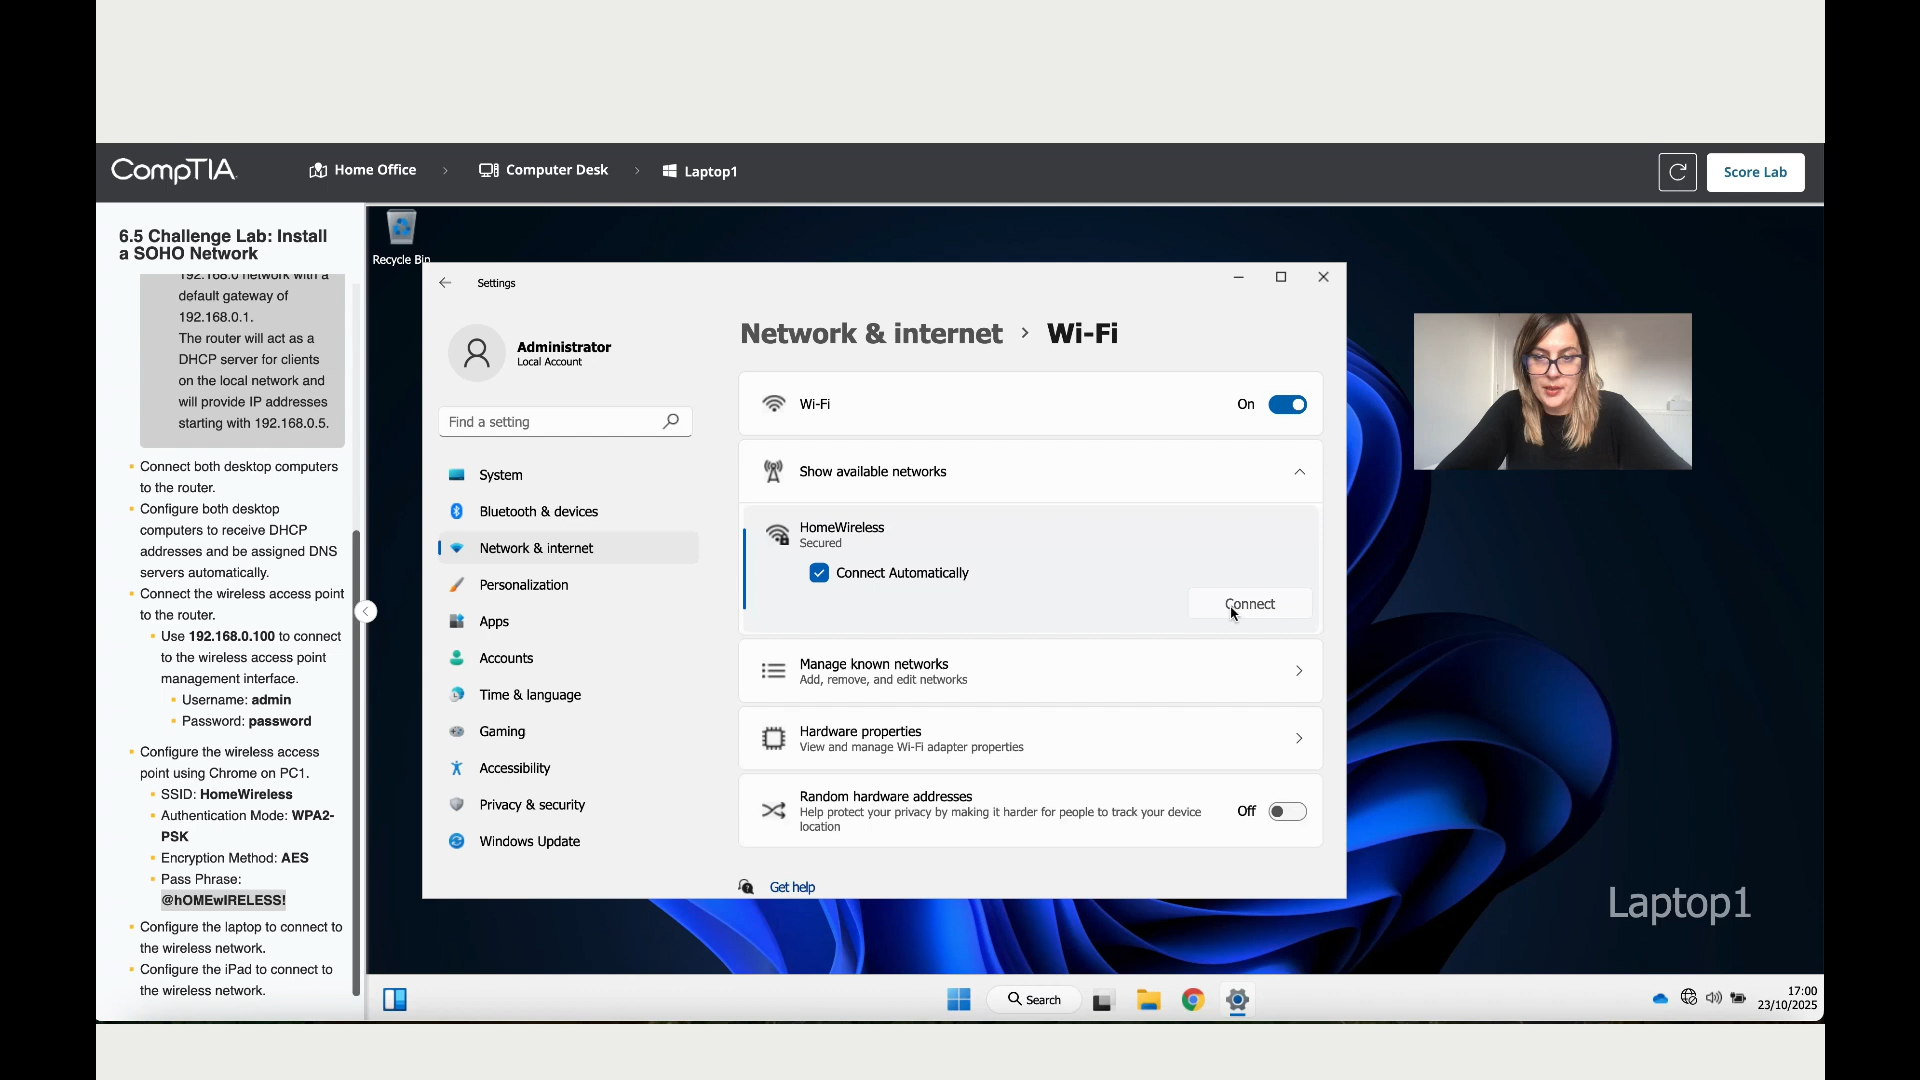 CompTIA.
Home Office
Computer Desk
Laptop1
Score Lab
6.5 Challenge Lab: Install
a SOHO Network
192.168.0 network with a
default gateway of
192.168.0.1.
The router will act as a
DHCP server for clients
on the local network and
will provide IP addresses
starting with 192.168.0.5.
Connect both desktop computers
to the router.
Configure both desktop
computers to receive DHCP
addresses and be assigned DNS
servers automatically.
Connect the wireless access point
to the router.
Use 192.168.0.100 to connect
to the wireless access point
management interface.
Username: admin
Password: password
Configure the wireless access
point using Chrome on PC1.
SSID: HomeWireless
Authentication Mode: WPA2-
PSK
Encryption Method: AES
Pass Phrase:
@hOMEwIRELESS!
Configure the laptop to connect to
the wireless network.
Configure the iPad to connect to
the wireless network.
Recycle Bin
Settings
Administrator
Local Account
Find a setting
System
Bluetooth & devices
Network & internet
Personalization
Apps
Accounts
Time & language
Gaming
Accessibility
Privacy & security
Windows Update
Network & internet › Wi-Fi
Wi-Fi
On
Show available networks
HomeWireless
Secured
Connect Automatically
Connect
Manage known networks
Add, remove, and edit networks
Hardware properties
View and manage Wi-Fi adapter properties
Random hardware addresses
Help protect your privacy by making it harder for people to track your device
location
Off
Get help
Laptop1
Search
17:00
23/10/2025